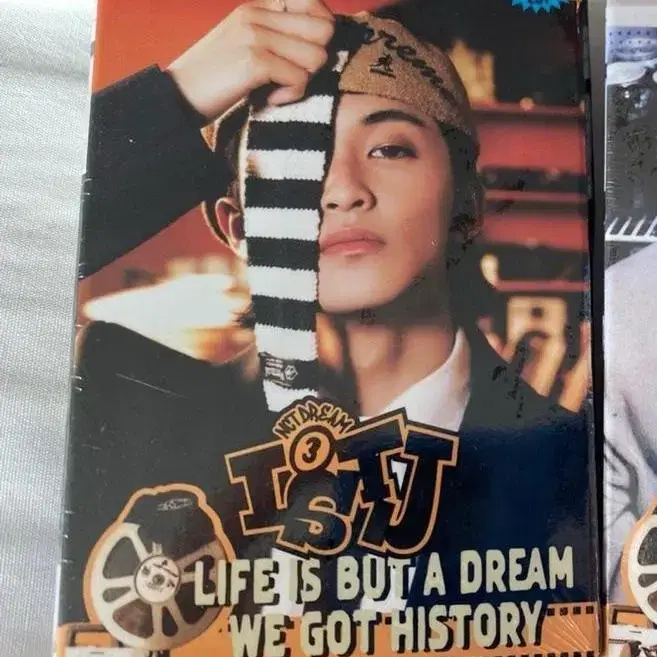 NCT DREAM
3
ISTJ
LIFE IS BUT A DREAM
WE GOT HISTORY